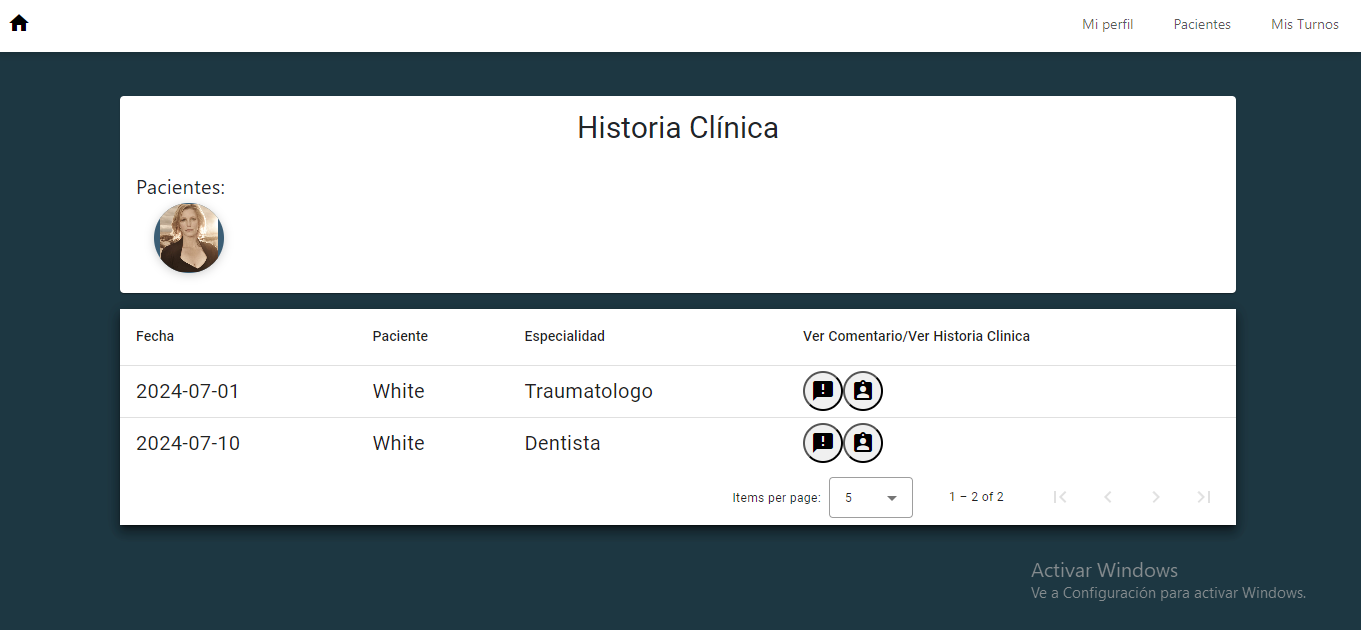 Mi perfil Pacientes Mis Turnos
Historia Clínica
Pacientes:
Fecha Paciente Especialidad Ver Comentario/Ver Historia Clinica
2024-07-01 White Traumatologo
2024-07-10 White Dentista
Items per page: 5 1 – 2 of 2
Activar Windows
Ve a Configuración para activar Windows.